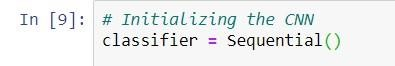 In [9]: # Initializing the CNN
classifier = Sequential()